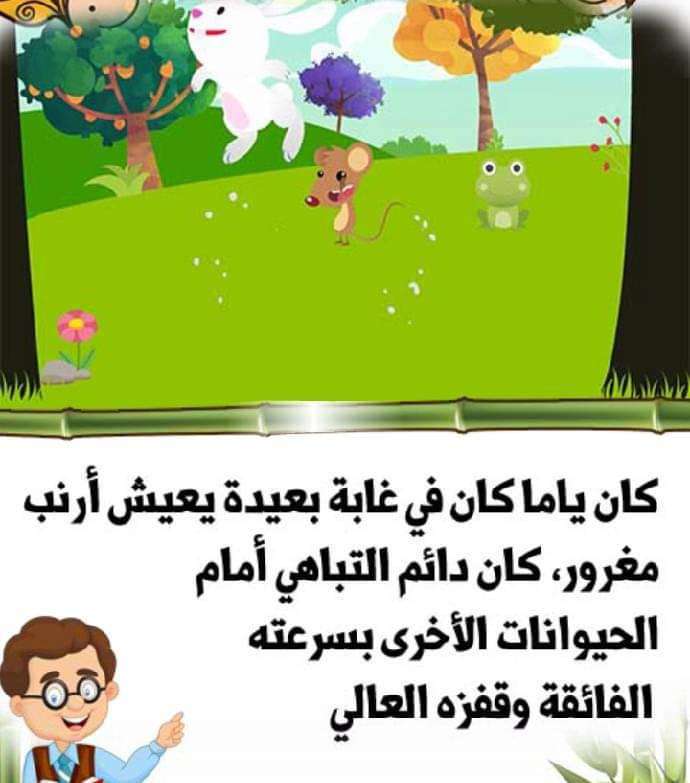 كان ياما كان في غابة بعيدة يعيش أرنب
مغرور، كان دائم التباهي أمام
الحيوانات الأخرى بسرعته
الفائقة وقفزه العالي